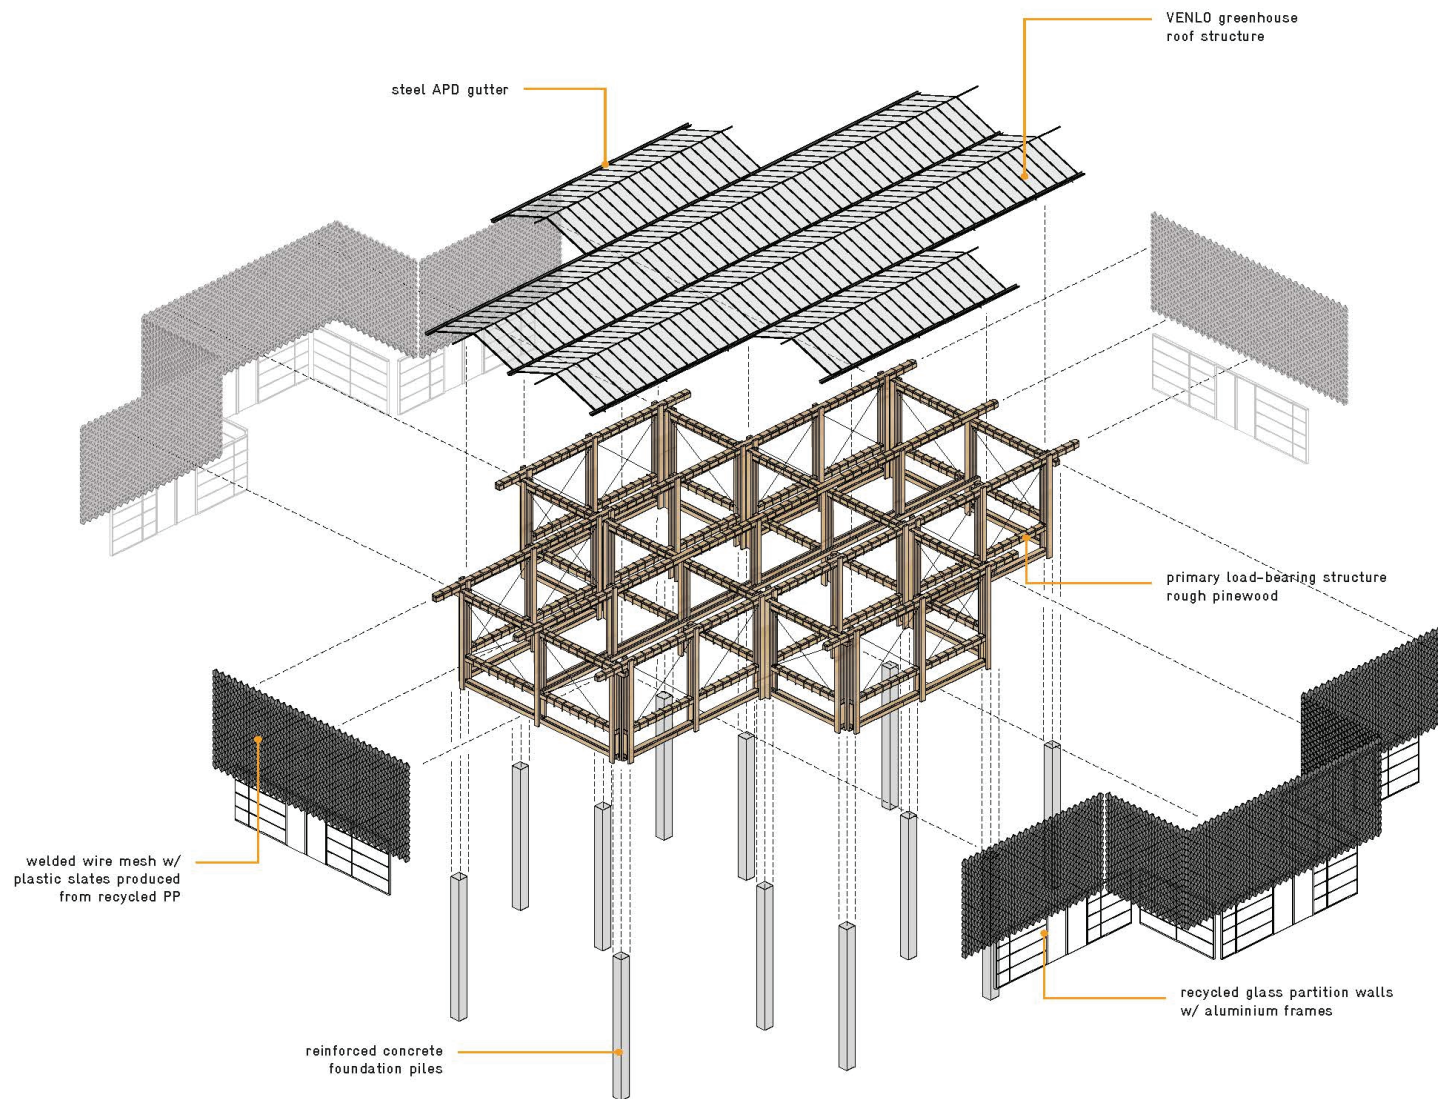 VENLO greenhouse
roof structure
steel APD gutter
primary load-bearing structure
rough pinewood
welded wire mesh w/
plastic slates produced
from recycled PP
recycled glass partition walls
w/ aluminium frames
reinforced concrete
foundation piles